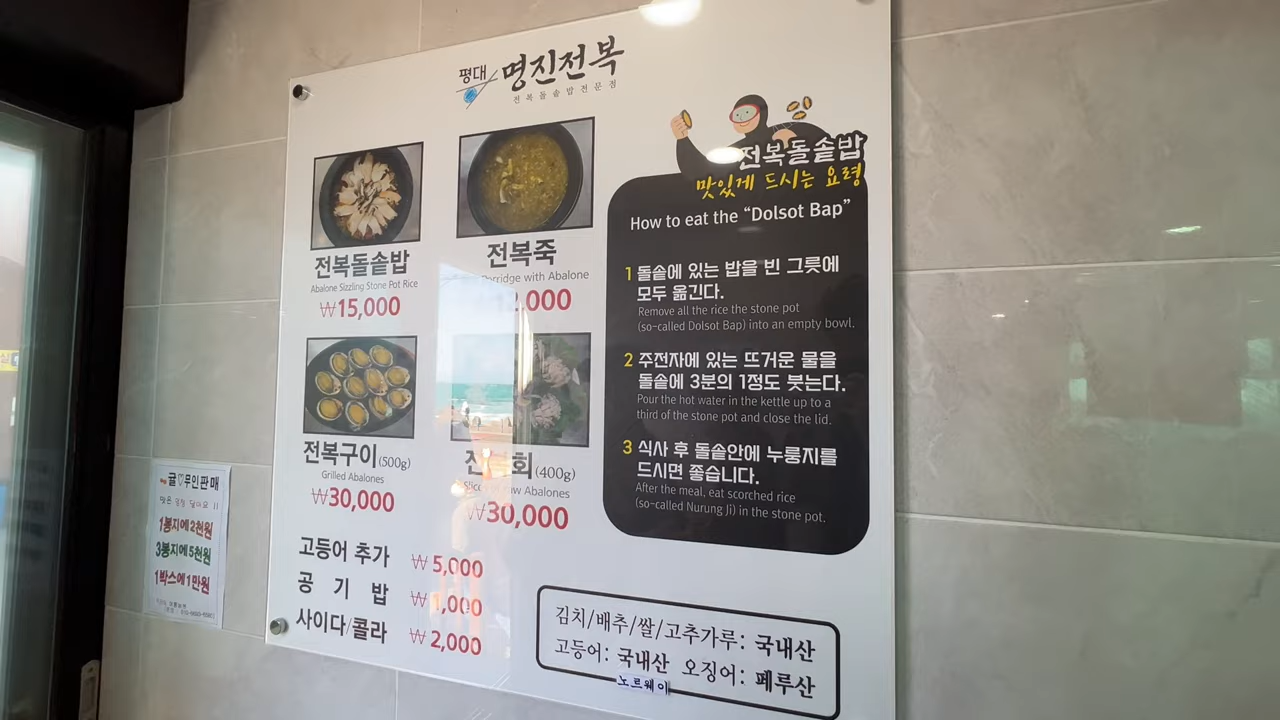 평대
명진전복
전복돌솥밥전문점
전복돌솥밥
Abalone Sizzling Stone Pot Rice
₩15,000
전복죽
Porridge with Abalone
2,000
전복구이(500g)
Grilled Abalones
₩30,000
회(400g)
Abalones
₩30,000
고등어 추가 ₩5,000
공기밥 ₩1,000
사이다/콜라 ₩2,000
전복돌솥밥
맛있게 드시는 요령
How to eat the “Dolsot Bap”
1 돌솥에 있는 밥을 빈 그릇에
모두 옮긴다.
Remove all the rice the stone pot
(so-called Dolsot Bap) into an empty bowl.
2 주전자에 있는 뜨거운 물을
돌솥에 3분의 1정도 붓는다.
Pour the hot water in the kettle up to a
third of the stone pot and close the lid.
3 식사 후 돌솥안에 누룽지를
드시면 좋습니다.
After the meal, eat scorched rice
(so-called Nurung Ji) in the stone pot.
김치/배추/쌀/고추가루: 국내산
고등어: 국내산 오징어: 페루산
노르웨이
귤♡무인판매
1봉지에 2천원
3봉지에 5천원
1박스에 1만원